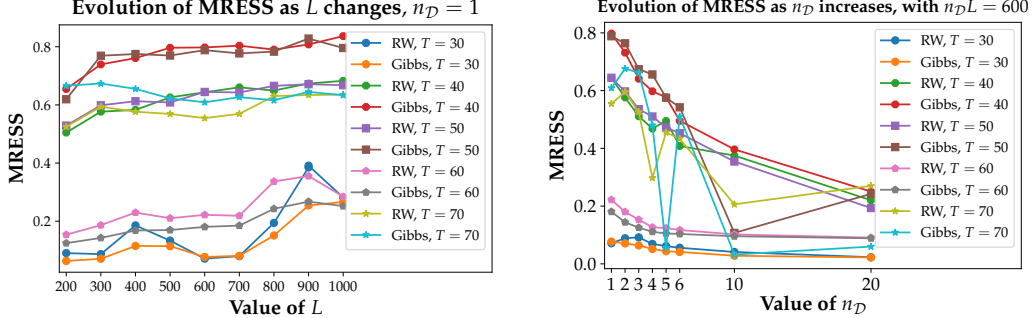 Evolution of MRESS as L changes, n_D = 1
MRESS
0.8
0.6
0.4
0.2
200 300 400 500 600 700 800 900 1000
Value of L
RW, T = 30
Gibbs, T = 30
RW, T = 40
Gibbs, T = 40
RW, T = 50
Gibbs, T = 50
RW, T = 60
Gibbs, T = 60
RW, T = 70
Gibbs, T = 70
Evolution of MRESS as n_D increases, with n_D L = 600
MRESS
0.8
0.6
0.4
0.2
0.0
1 2 3 4 5 6 10 20
Value of n_D
RW, T = 30
Gibbs, T = 30
RW, T = 40
Gibbs, T = 40
RW, T = 50
Gibbs, T = 50
RW, T = 60
Gibbs, T = 60
RW, T = 70
Gibbs, T = 70